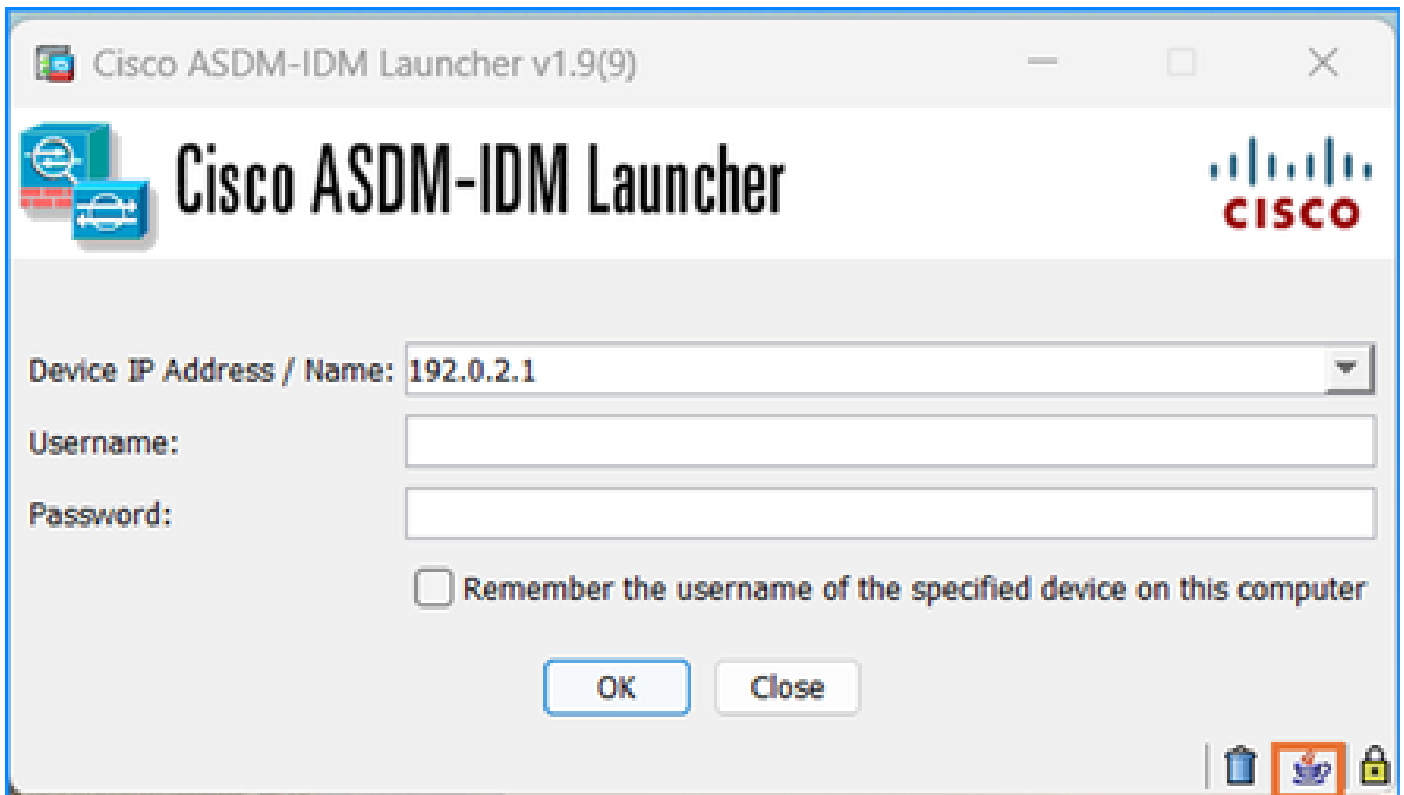 Cisco ASDM-IDM Launcher v1.9(9)
Cisco ASDM-IDM Launcher
CISCO
Device IP Address / Name: 192.0.2.1
Username:
Password:
Remember the username of the specified device on this computer
OK Close